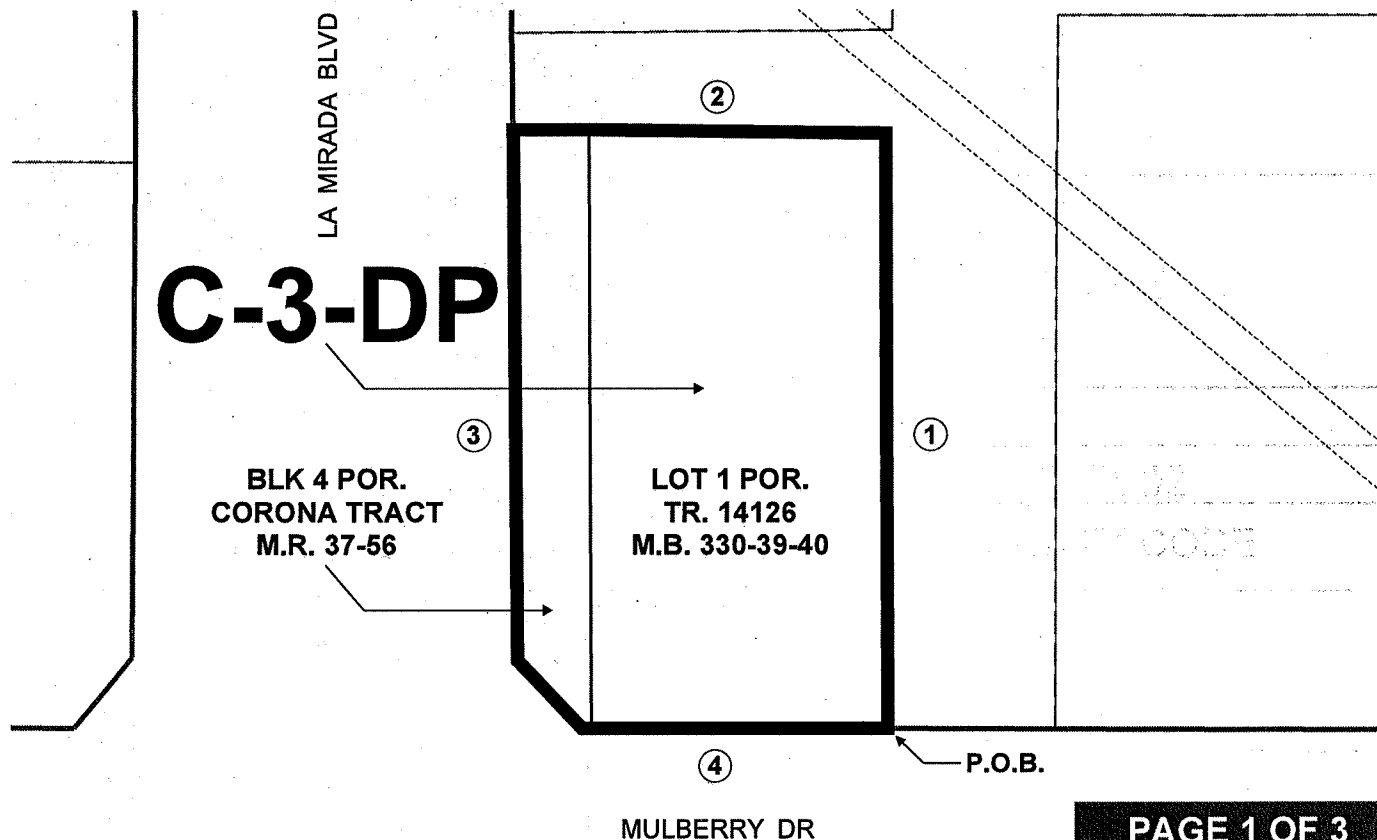 LA MIRADA BLVD
2
C-3-DP
3
1
BLK 4 POR.
CORONA TRACT
M.R. 37-56
LOT 1 POR.
TR. 14126
M.B. 330-39-40
4
P.O.B.
MULBERRY DR
PAGE 1 OF 3